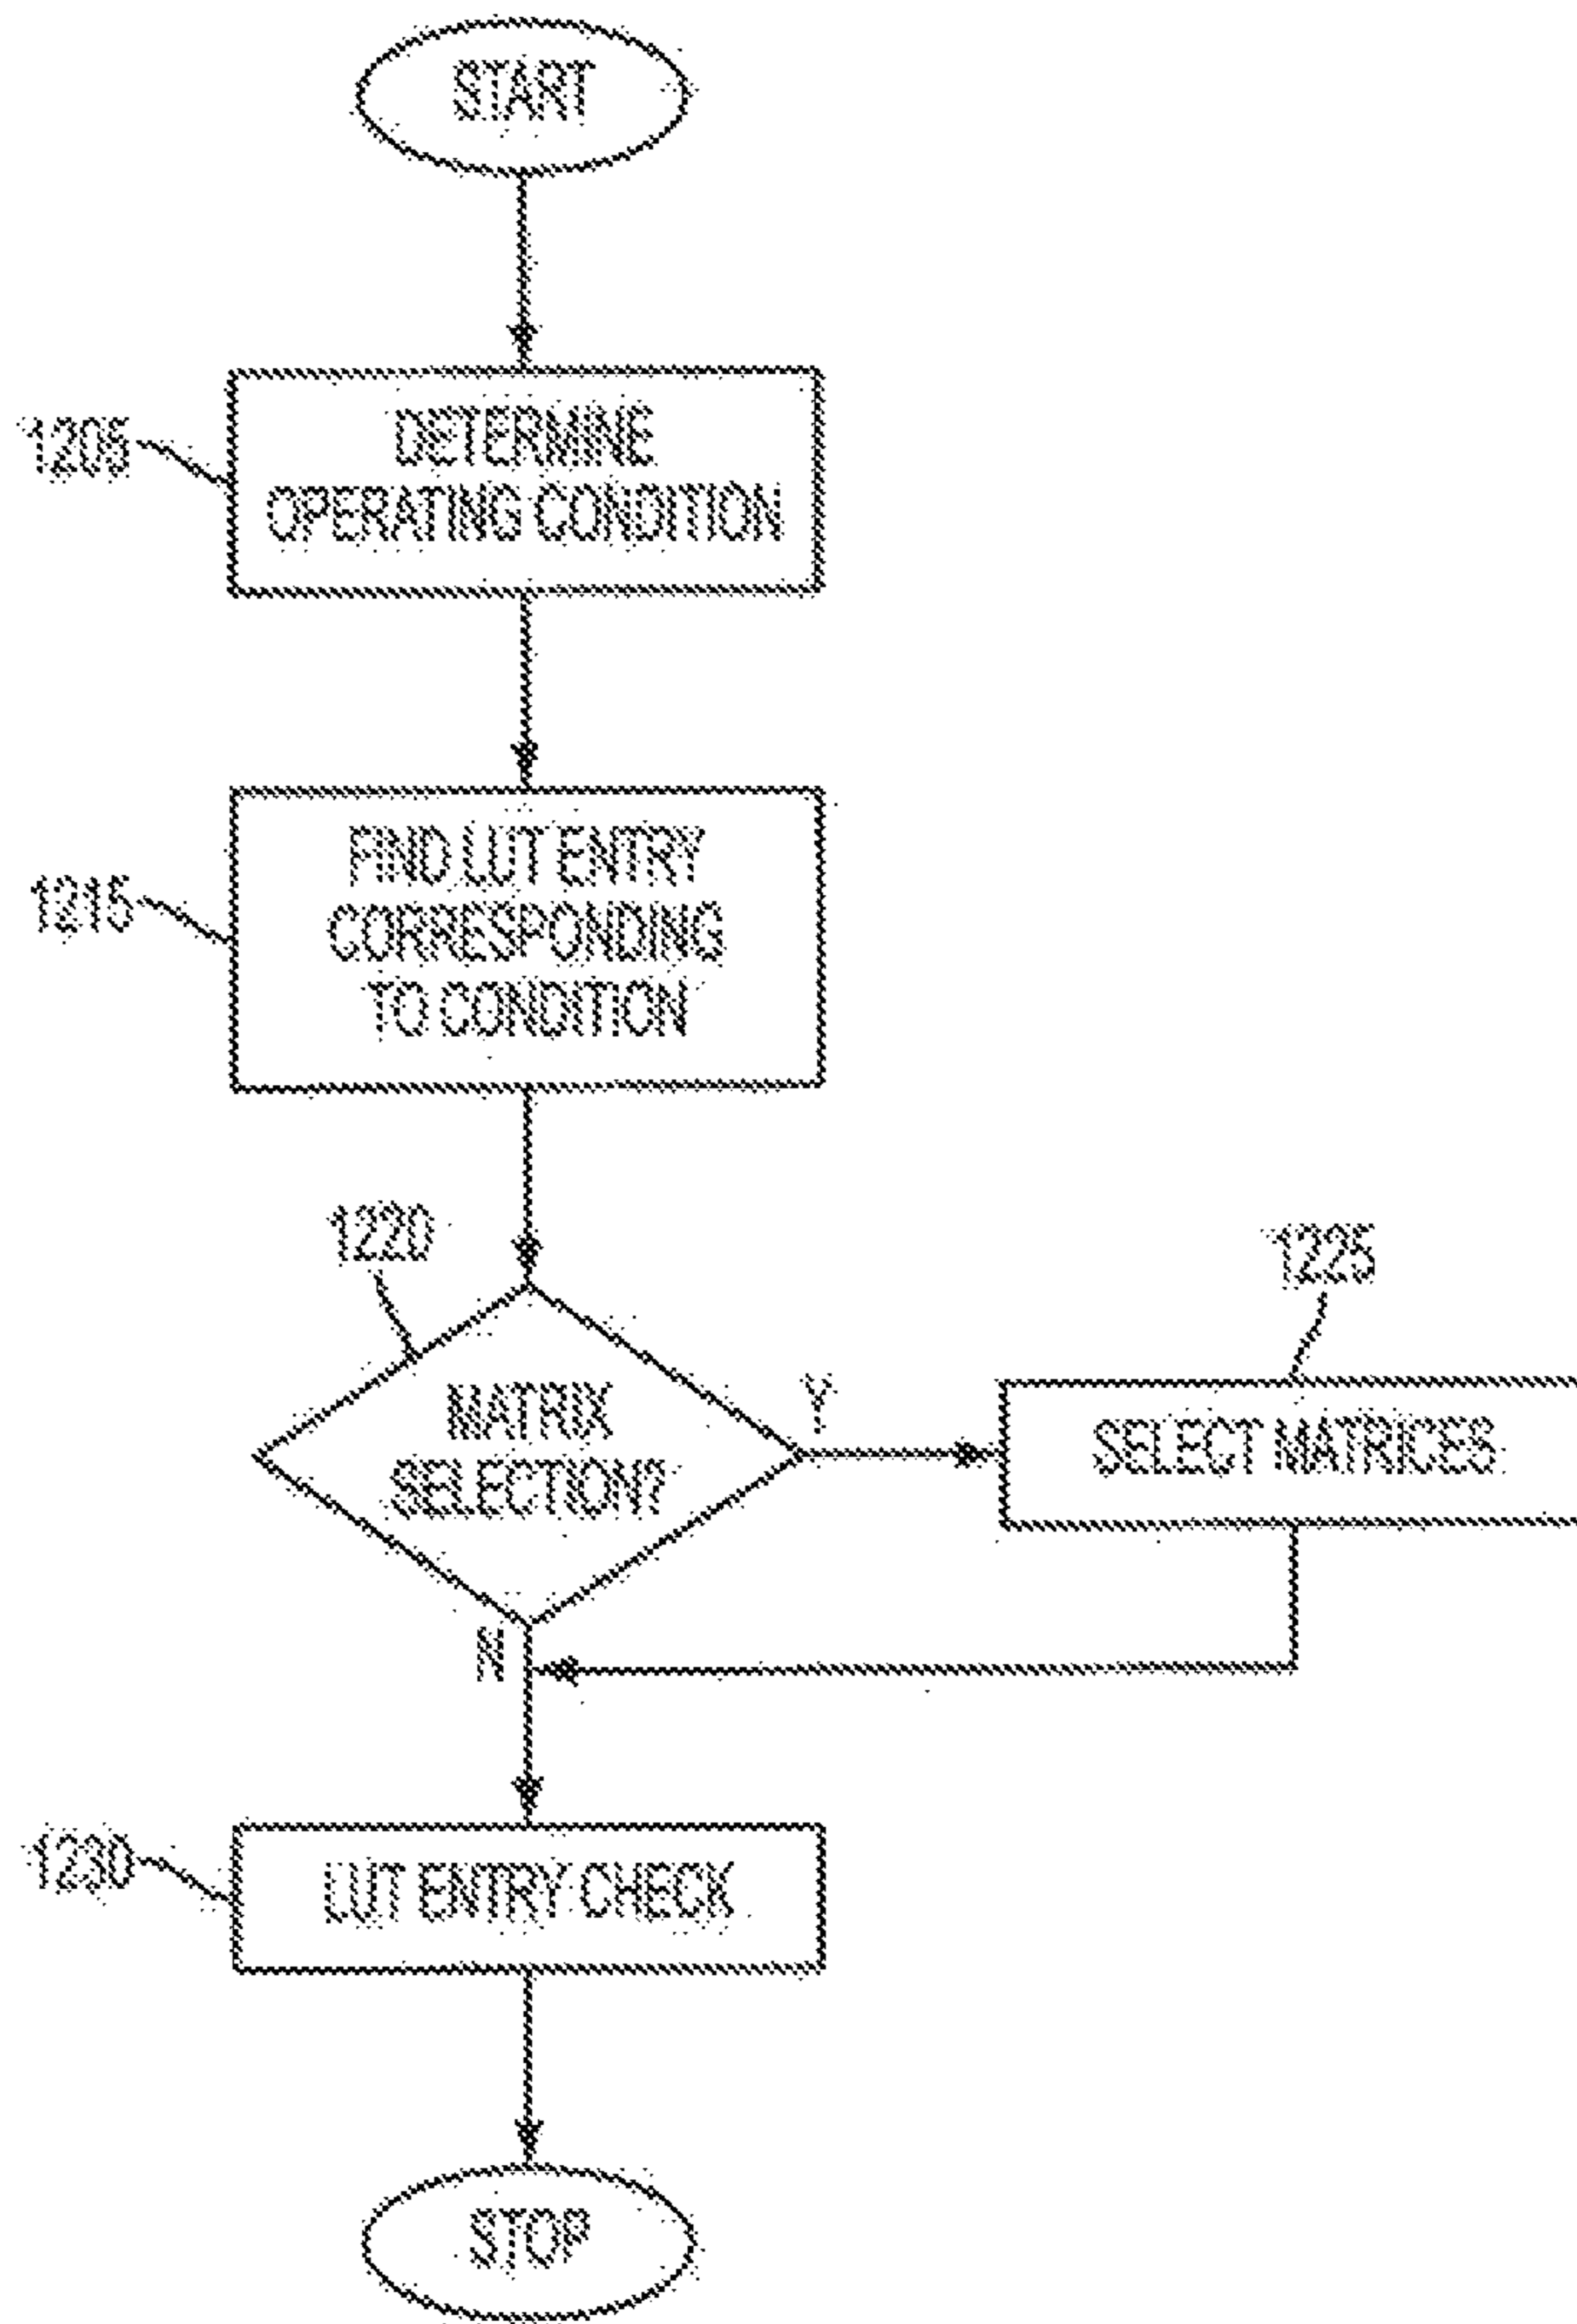 START
1205
DETERMINE
OPERATING CONDITION
1215
FIND LUT ENTRY
CORRESPONDING
TO CONDITION
1220
MATRIX
SELECTION?
Y
1225
SELECT MATRICES
N
1230
LUT ENTRY CHECK
STOP